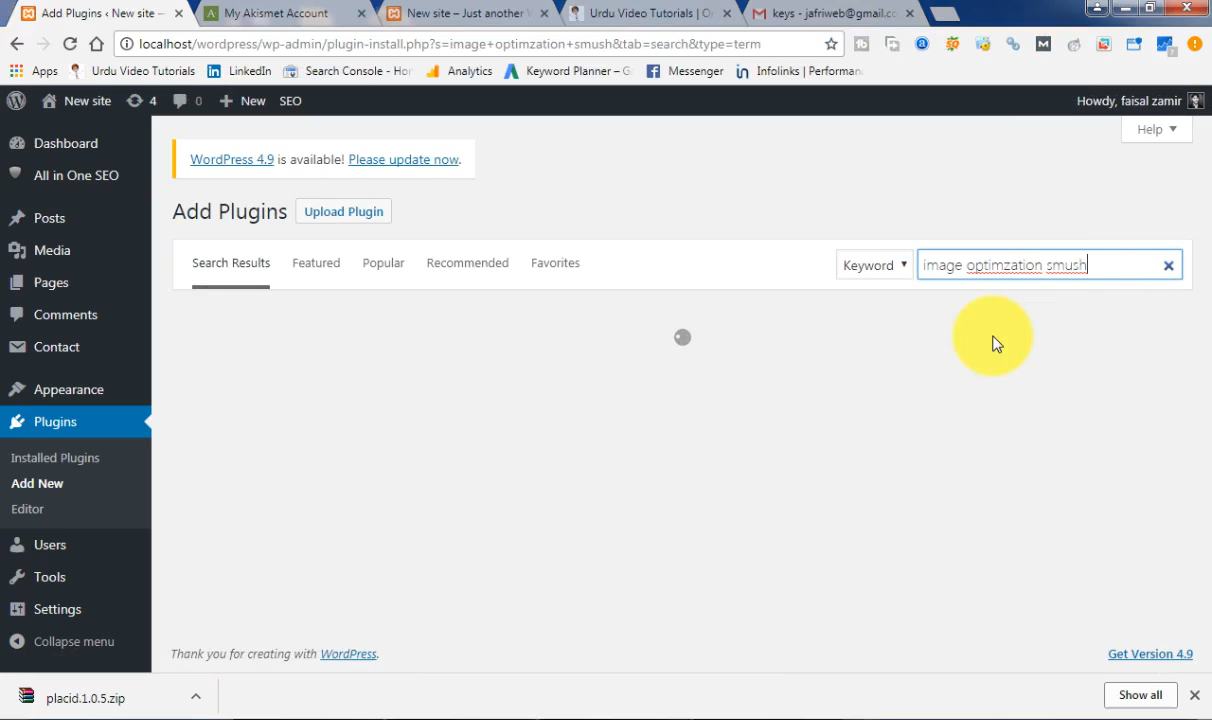 Add Plugins ‹ New site —
My Akismet Account
New site – Just another
Urdu Video Tutorials | O
keys - jafriweb@gmail.c
localhost/wordpress/wp-admin/plugin-install.php?s=image+optimzation+smush&tab=search&type=term
Apps
Urdu Video Tutorials
LinkedIn
Search Console - Ho
Analytics
Keyword Planner – G
Messenger
Infolinks | Performa
New site
4
0
New
SEO
Howdy, faisal zamir
Help
Dashboard
All in One SEO
Posts
Media
Pages
Comments
Contact
Appearance
Plugins
Installed Plugins
Add New
Editor
Users
Tools
Settings
Collapse menu
WordPress 4.9 is available! Please update now.
Add Plugins
Upload Plugin
Search Results
Featured
Popular
Recommended
Favorites
Keyword
image optimzation smush
Thank you for creating with WordPress.
Get Version 4.9
placid.1.0.5.zip
Show all